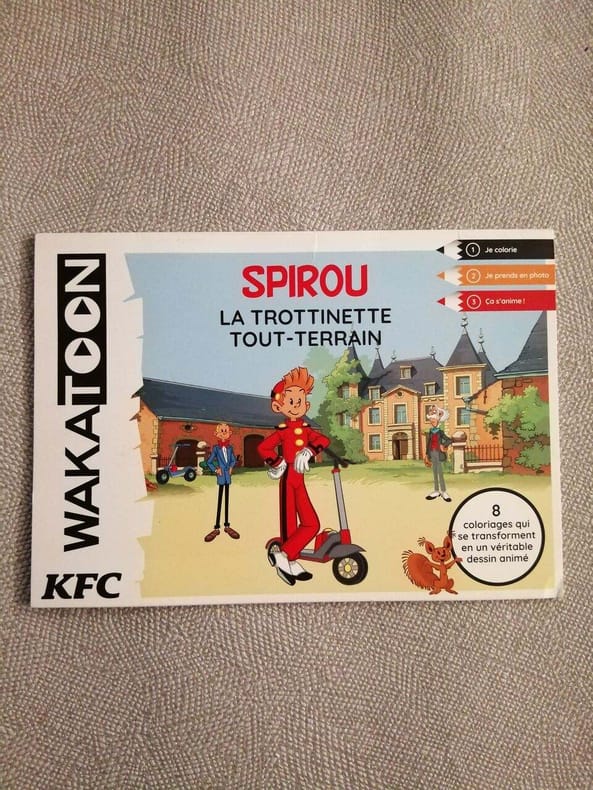 WAKATOON
KFC
SPIROU
LA TROTTINETTE
TOUT-TERRAIN
1 Je colorie
2 Je prends en photo
3 Ça s'anime !
8
coloriages qui
se transforment
en un véritable
dessin animé